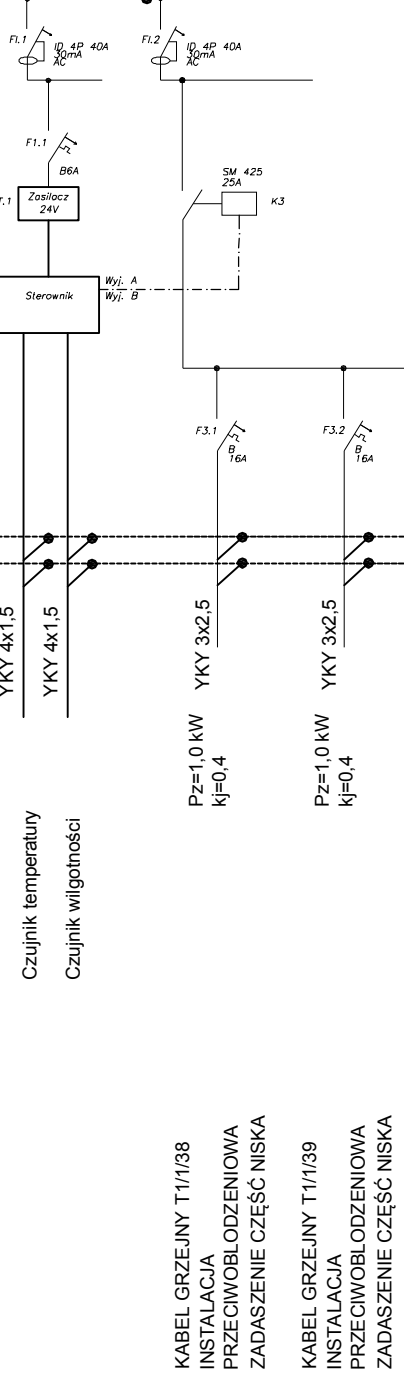 FI.1
ID 4P 40A
30mA
AC
FI.2
ID 4P 40A
30mA
AC
F1.1
B6A
Zasilacz
24V
SM 425
25A
K3
Sterownik
Wyj. A
Wyj. B
F3.1
B
16A
F3.2
B
16A
YKY 4x1,5
YKY 4x1,5
YKY 3x2,5
YKY 3x2,5
Pz=1,0 kW
kj=0,4
Pz=1,0 kW
kj=0,4
Czujnik temperatury
Czujnik wilgotności
KABEL GRZEJNY T1/1/38
INSTALACJA
PRZECIWOBLODZENIOWA
ZADASZENIE CZĘŚĆ NISKA
KABEL GRZEJNY T1/1/39
INSTALACJA
PRZECIWOBLODZENIOWA
ZADASZENIE CZĘŚĆ NISKA